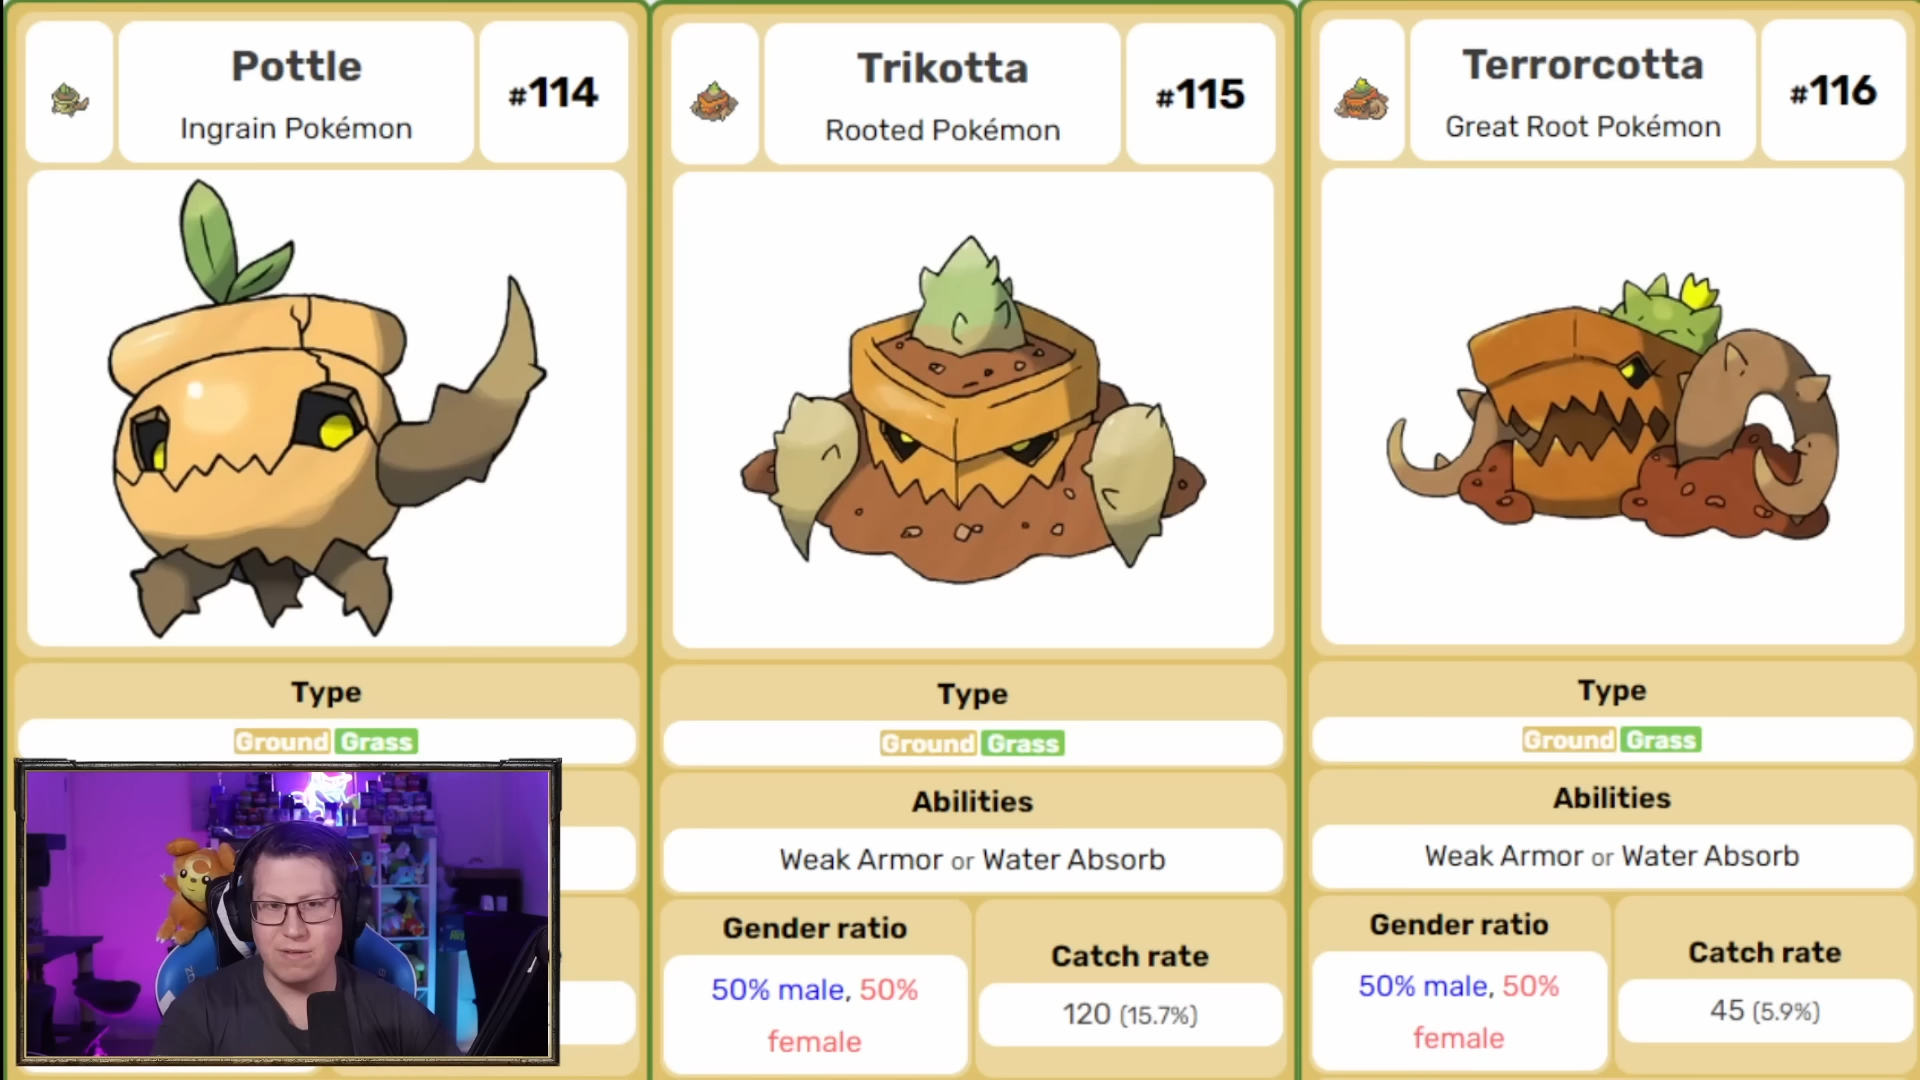 Pottle
Ingrain Pokémon
#114
Type
Ground Grass
Trikotta
Rooted Pokémon
#115
Type
Ground Grass
Abilities
Weak Armor or Water Absorb
Gender ratio
50% male, 50%
female
Catch rate
120 (15.7%)
Terrorcotta
Great Root Pokémon
#116
Type
Ground Grass
Abilities
Weak Armor or Water Absorb
Gender ratio
50% male, 50%
female
Catch rate
45 (5.9%)